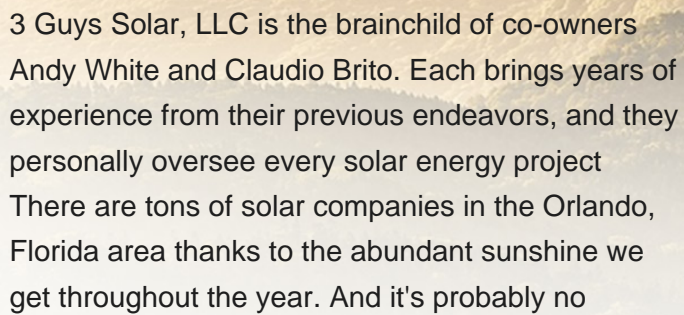 3 Guys Solar, LLC is the brainchild of co-owners
Andy White and Claudio Brito. Each brings years of
experience from their previous endeavors, and they
personally oversee every solar energy project
There are tons of solar companies in the Orlando,
Florida area thanks to the abundant sunshine we
get throughout the year. And it's probably no